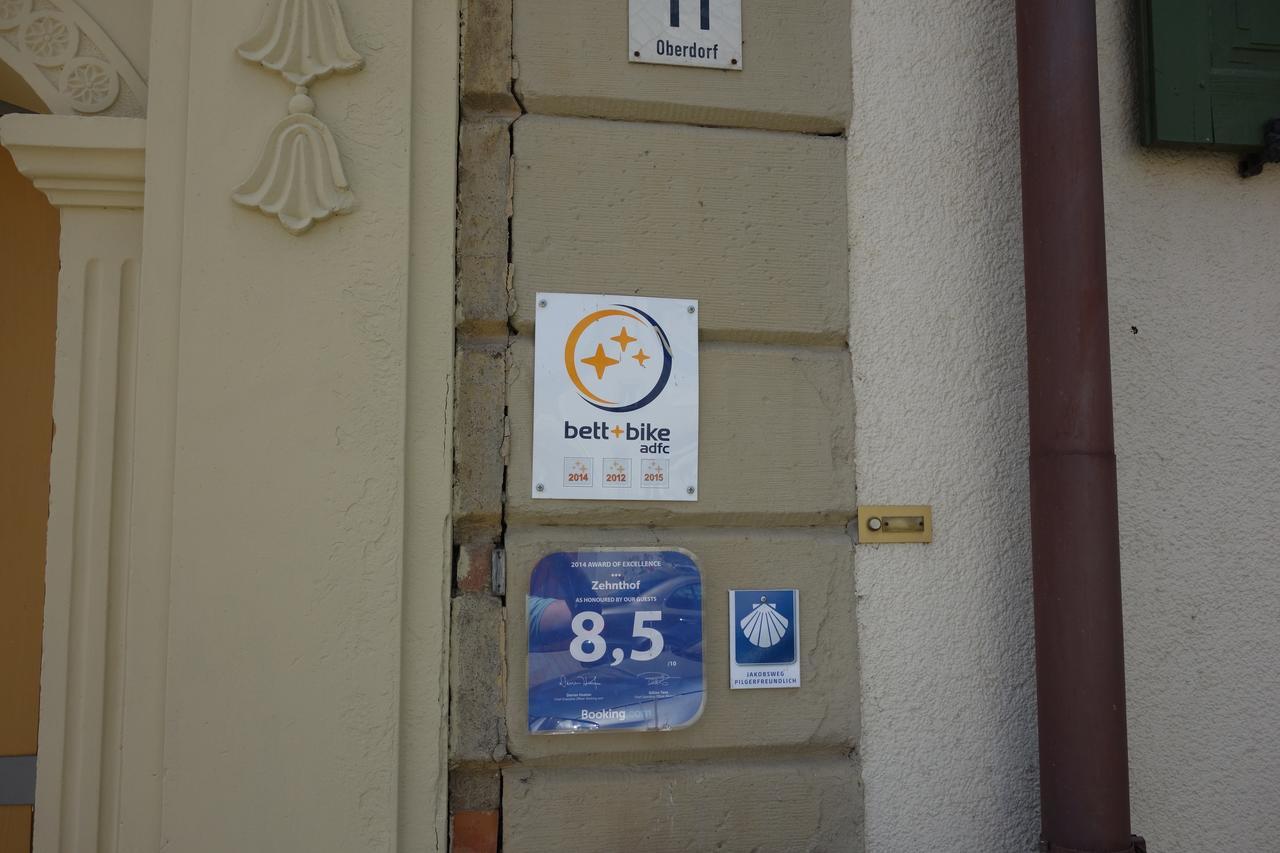 Oberdorf
bett+bike
adfc
2014 2012 2015
2014 AWARD OF EXCELLENCE
Zehnthof
AS HONOURED BY OUR GUESTS
8,5
/10
Booking.com
JAKOBSWEG
PILGERFREUNDLICH